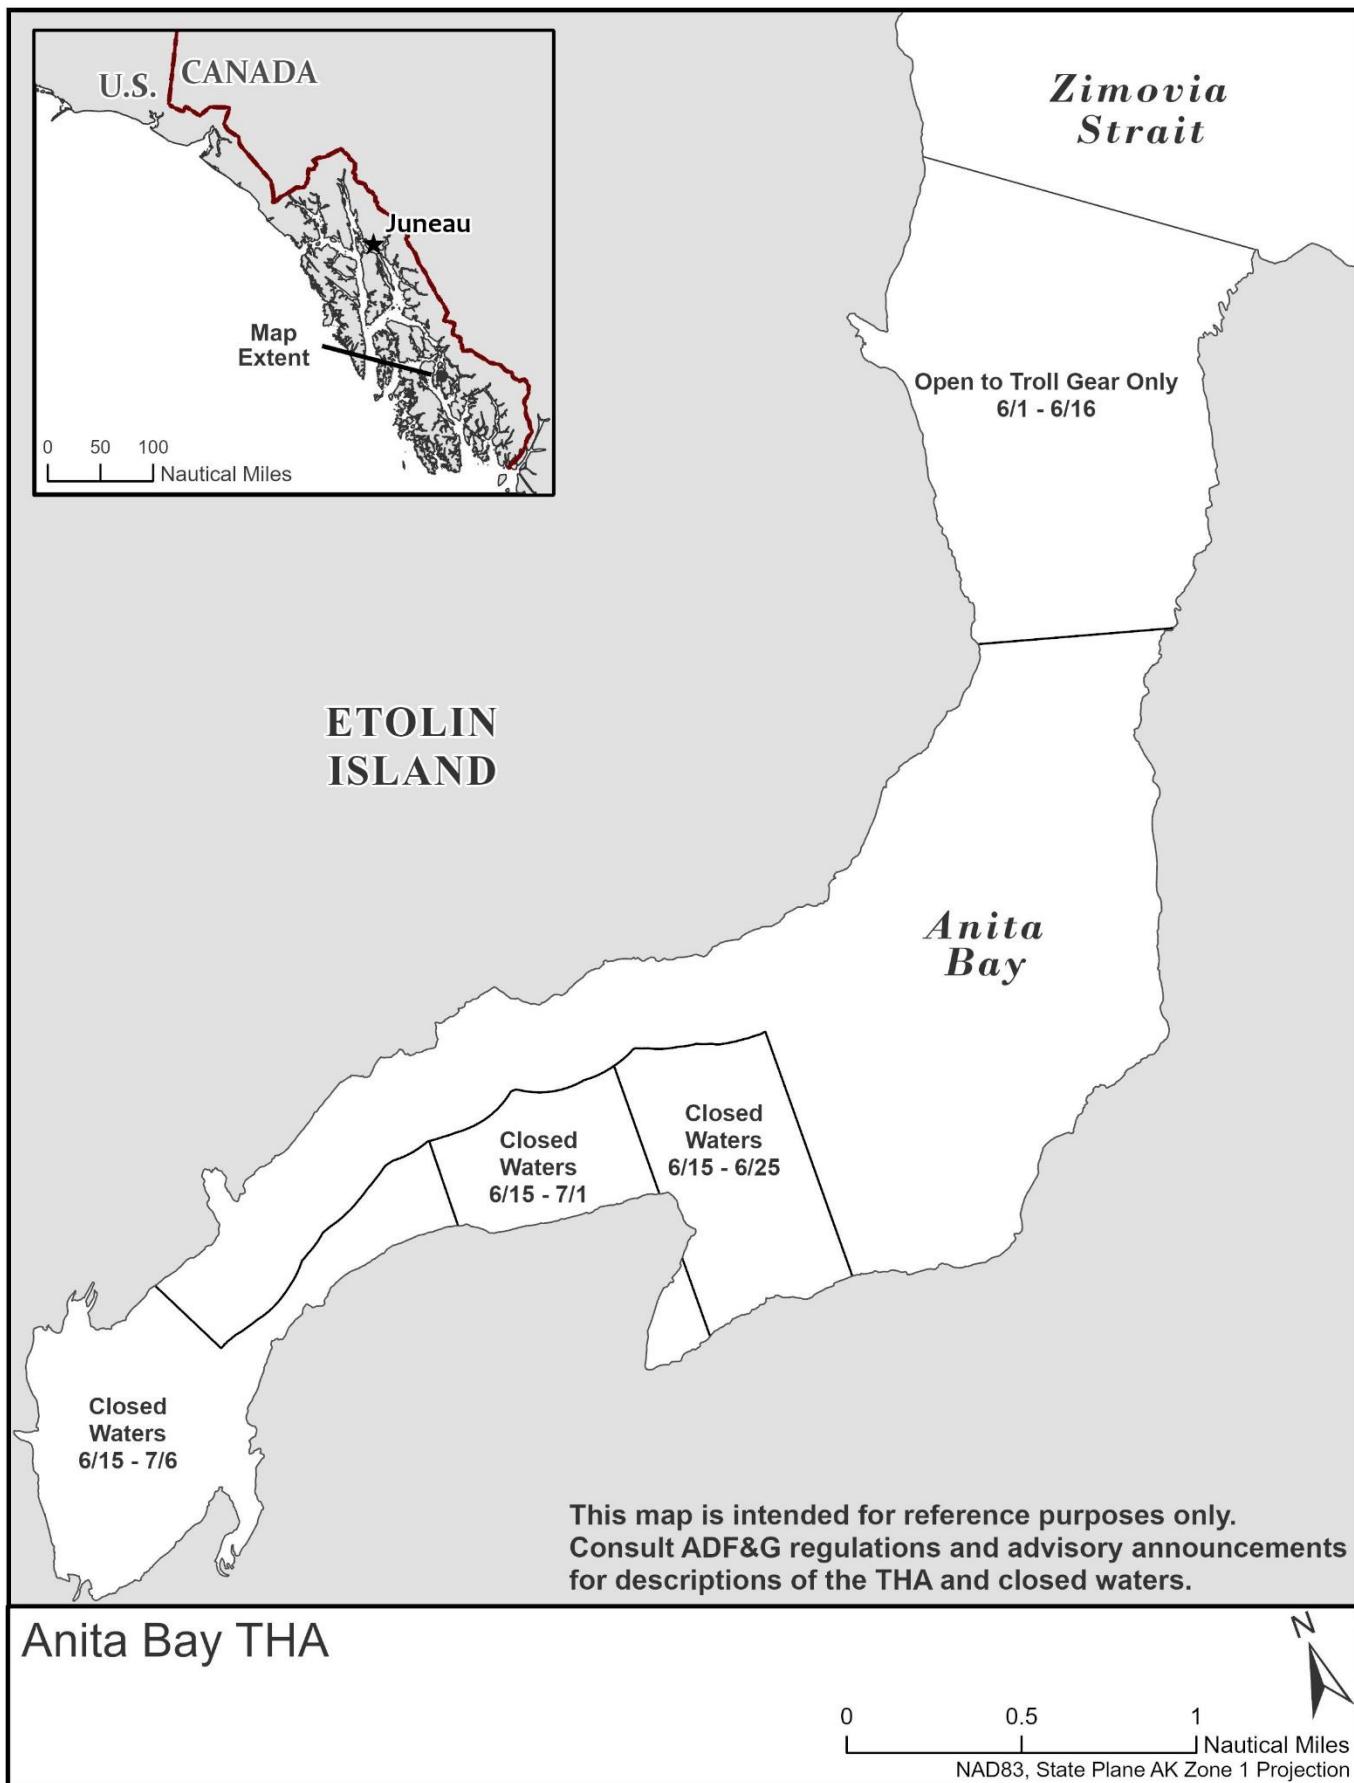 U.S.
CANADA
Juneau
Map
Extent
0 50 100
Nautical Miles
Zimovia
Strait
Open to Troll Gear Only
6/1 - 6/16
ETOLIN
ISLAND
Anita
Bay
Closed
Waters
6/15 - 6/25
Closed
Waters
6/15 - 7/1
Closed
Waters
6/15 - 7/6
This map is intended for reference purposes only.
Consult ADF&G regulations and advisory announcements
for descriptions of the THA and closed waters.
Anita Bay THA
N
0 0.5 1
Nautical Miles
NAD83, State Plane AK Zone 1 Projection